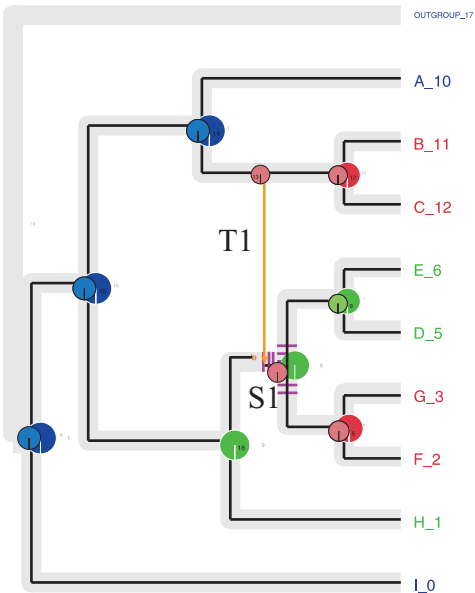 OUTGROUP_17
A_10
B_11
C_12
T1
E_6
D_5
S1
G_3
F_2
H_1
I_0